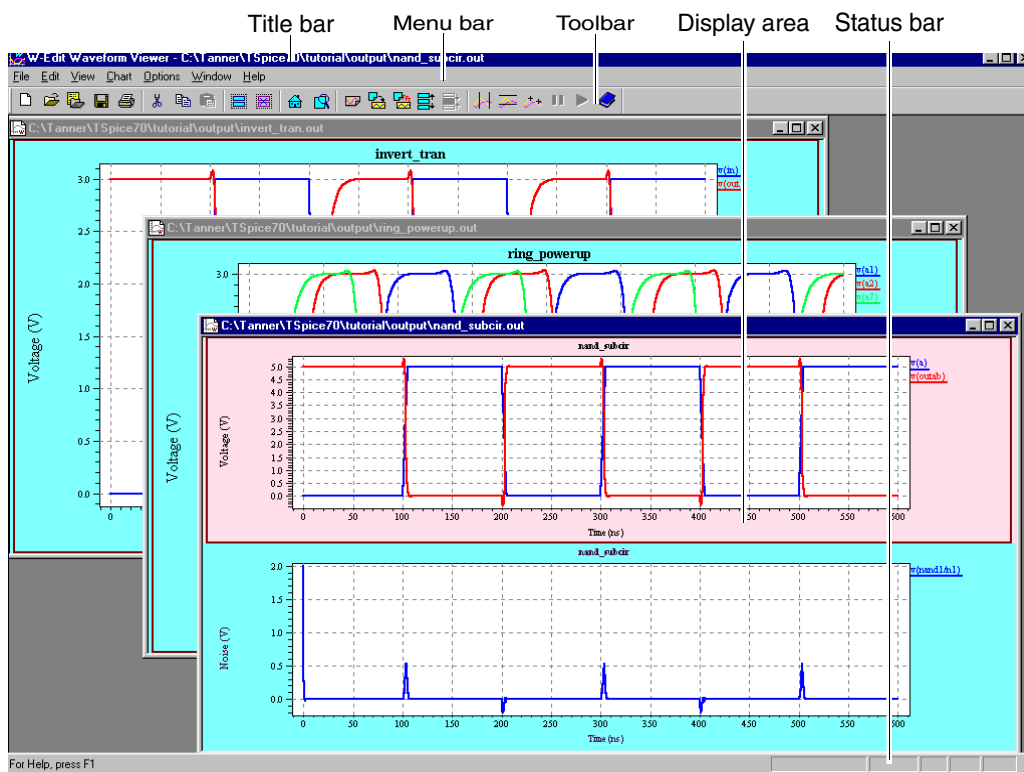 Title bar Menu bar Toolbar Display area Status bar
W-Edit Waveform Viewer - C:\Tanner\TSpice70\tutorial\output\nand_subcir.out
File Edit View Chart Options Window Help
C:\Tanner\TSpice70\tutorial\output\invert_tran.out
invert_tran
v(in)
v(out
3.0
2.5
2.0
1.5
1.0
0.5
0.0
Voltage (V)
0
C:\Tanner\TSpice70\tutorial\output\ring_powerup.out
ring_powerup
v(a1)
v(a2)
v(a7)
3.0
Voltage (V)
C:\Tanner\TSpice70\tutorial\output\nand_subcir.out
nand_subcir
v(a)
v(outab)
5.0
4.5
4.0
3.5
3.0
2.5
2.0
1.5
1.0
0.5
0.0
Voltage (V)
0 50 100 150 200 250 300 350 400 450 500 550 600
Time (ns)
nand_subcir
v(nand1/n1)
2.0
1.5
1.0
0.5
0.0
Noise (V)
0 50 100 150 200 250 300 350 400 450 500 550 600
Time (ns)
For Help, press F1